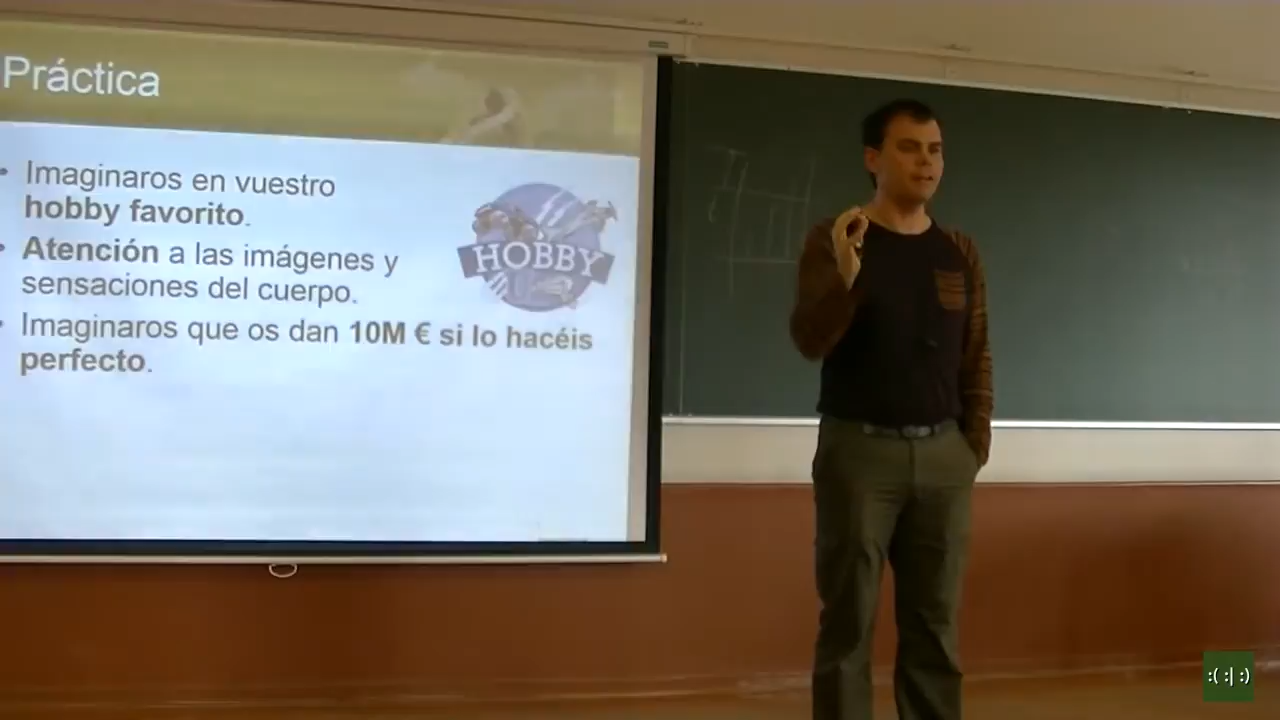 Práctica
• Imaginaros en vuestro
hobby favorito.
• Atención a las imágenes y
sensaciones del cuerpo.
• Imaginaros que os dan 10M € si lo hacéis
perfecto.
HOBBY
:( :| :)